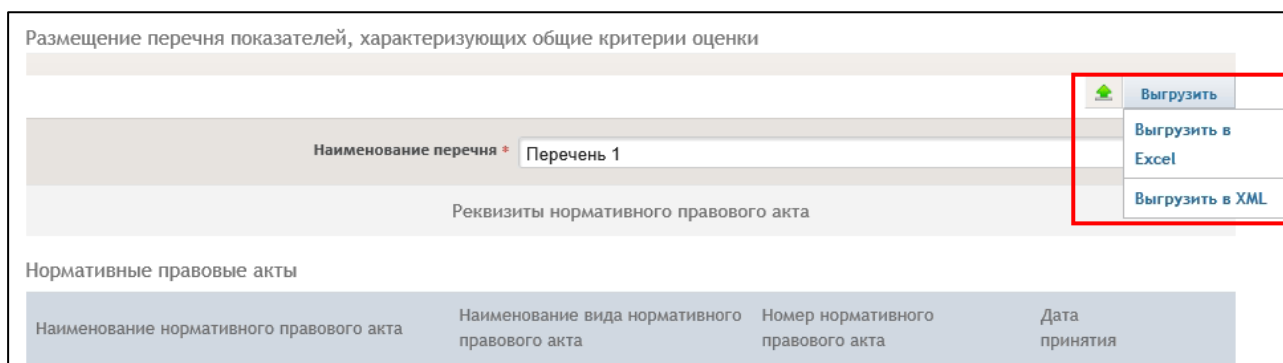 Размещение перечня показателей, характеризующих общие критерии оценки
Выгрузить
Выгрузить в
Excel
Выгрузить в XML
Наименование перечня * Перечень 1
Реквизиты нормативного правового акта
Нормативные правовые акты
Наименование нормативного правового акта
Наименование вида нормативного
правового акта
Номер нормативного
правового акта
Дата
принятия